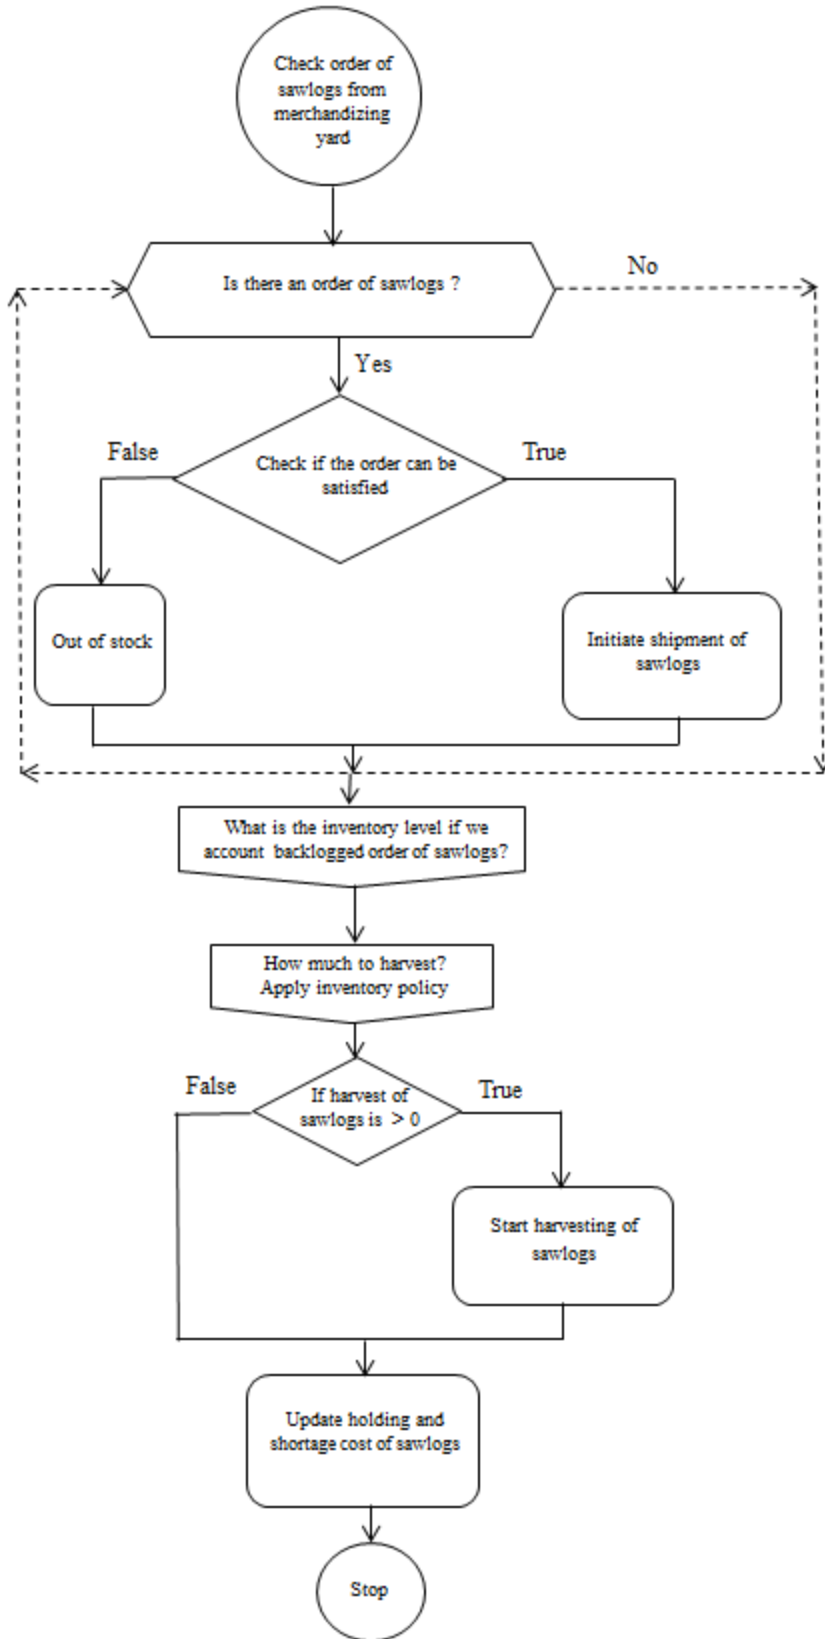 Check order of
sawlogs from
merchandizing
yard
Is there an order of sawlogs ?
No
Yes
False
True
Check if the order can be
satisfied
Out of stock
Initiate shipment of
sawlogs
What is the inventory level if we
account backlogged order of sawlogs?
How much to harvest?
Apply inventory policy
False
True
If harvest of
sawlogs is > 0
Start harvesting of
sawlogs
Update holding and
shortage cost of sawlogs
Stop